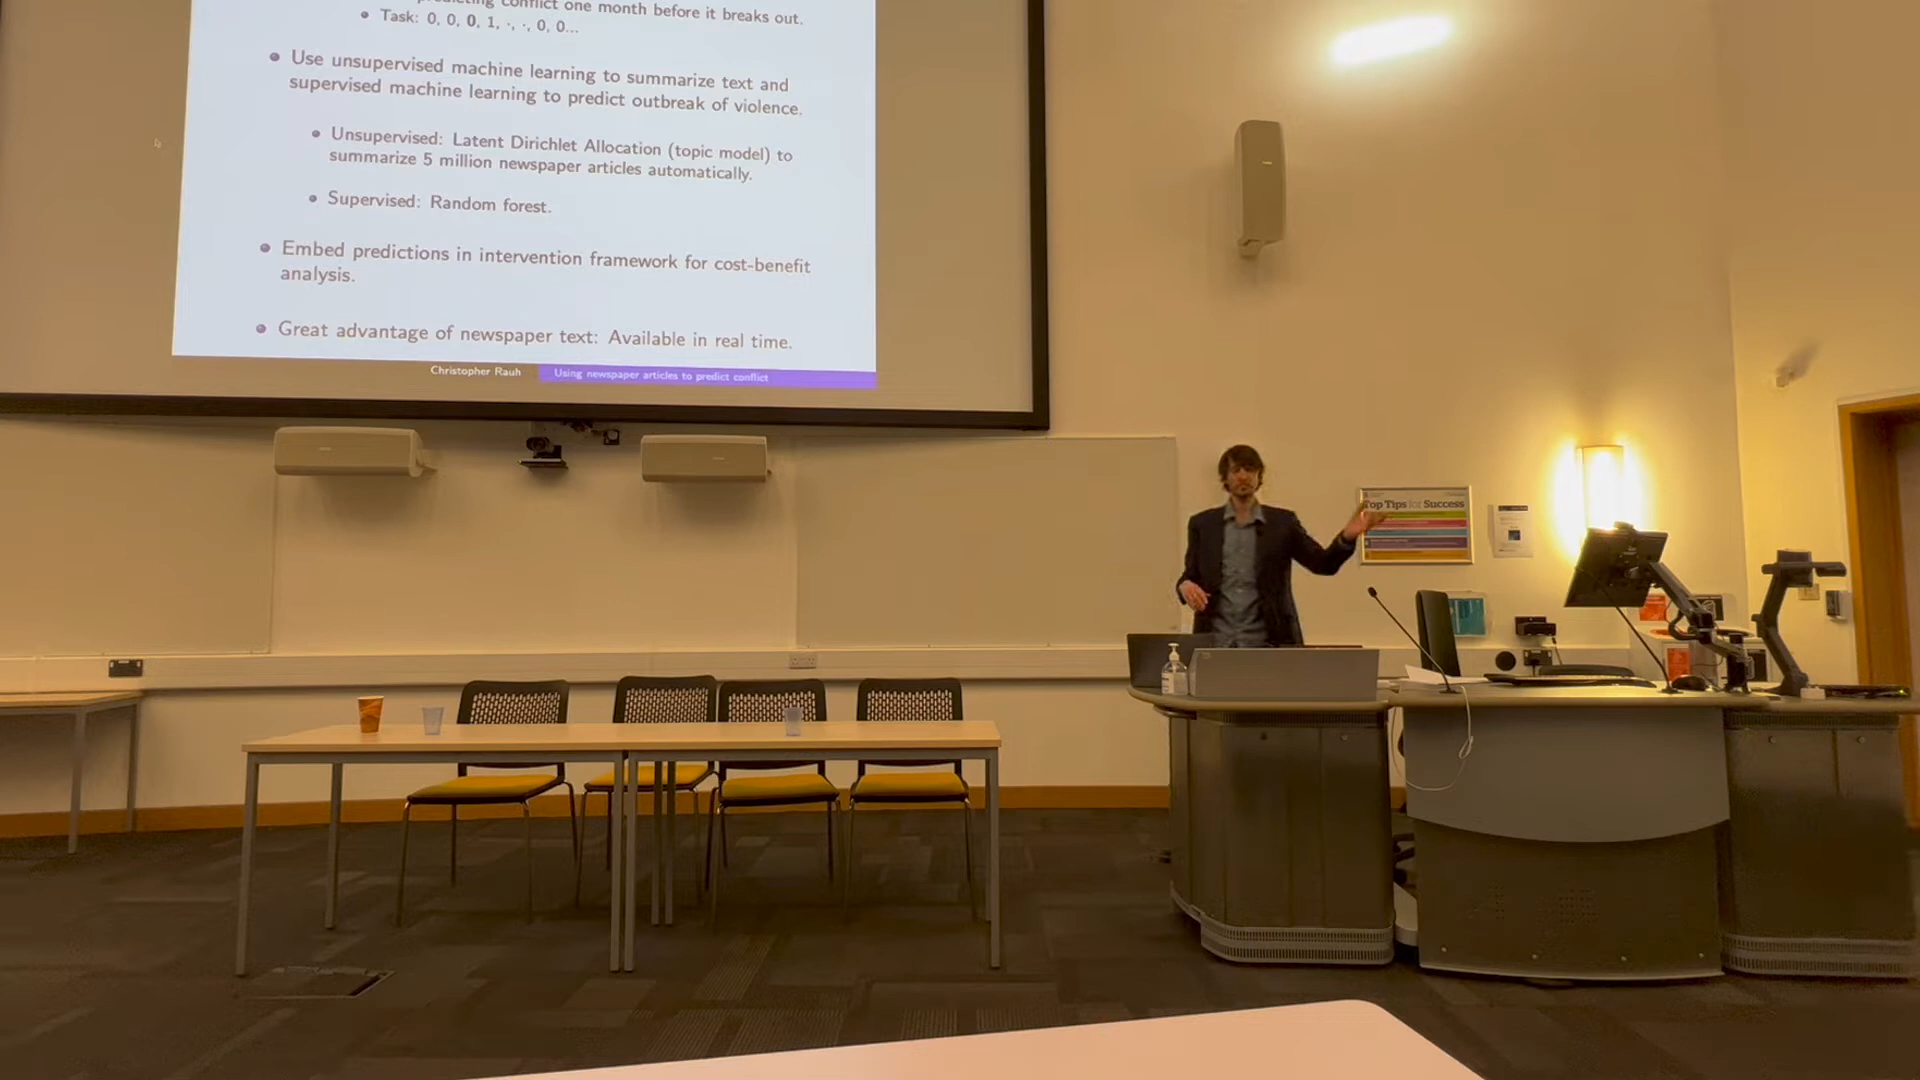 conflict one month before it breaks out.
Task: 0, 0, 0, 1, ·, ·, 0, 0...
Use unsupervised machine learning to summarize text and
supervised machine learning to predict outbreak of violence.
Unsupervised: Latent Dirichlet Allocation (topic model) to
summarize 5 million newspaper articles automatically.
Supervised: Random forest.
Embed predictions in intervention framework for cost-benefit
analysis.
Great advantage of newspaper text: Available in real time.
Christopher Rauh
Using newspaper articles to predict conflict
Top Tips for Success